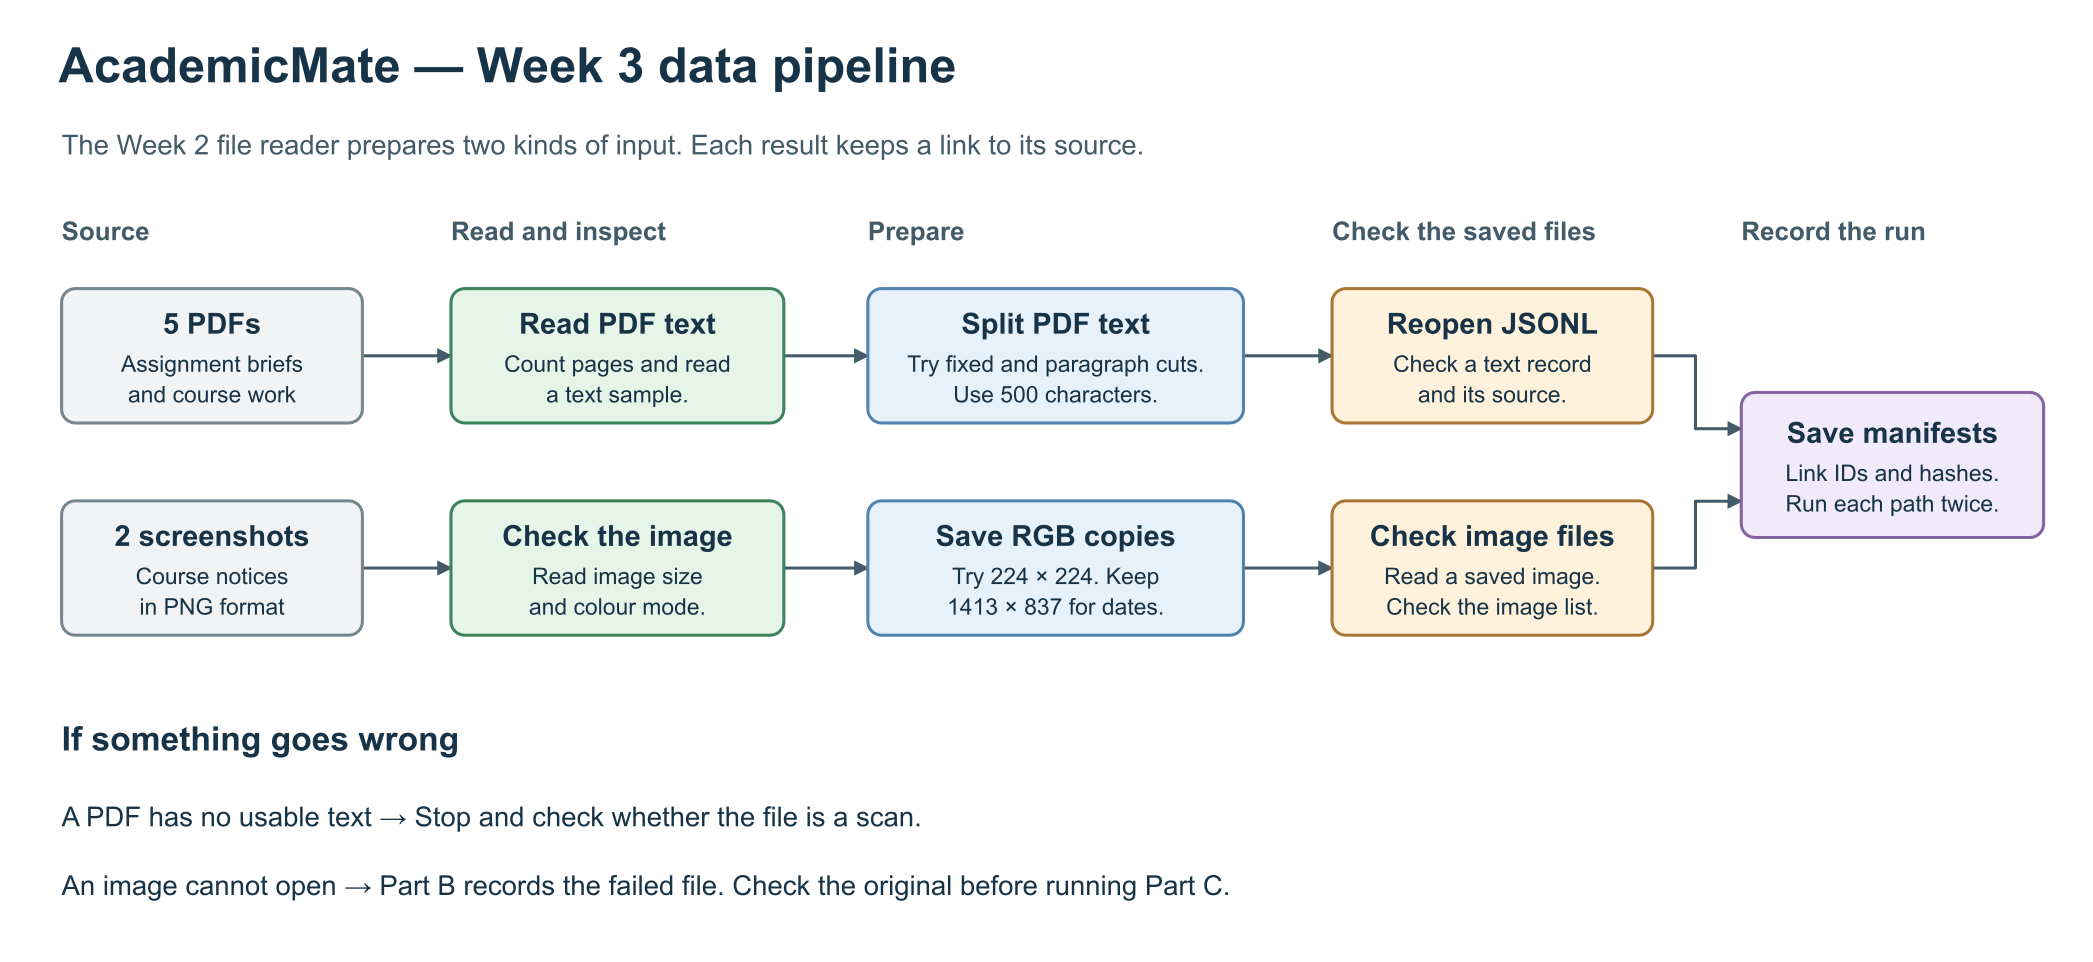 AcademicMate — Week 3 data pipeline
The Week 2 file reader prepares two kinds of input. Each result keeps a link to its source.
Source
Read and inspect
Prepare
Check the saved files
Record the run
5 PDFs
Assignment briefs
and course work
Read PDF text
Count pages and read
a text sample.
Split PDF text
Try fixed and paragraph cuts.
Use 500 characters.
Reopen JSONL
Check a text record
and its source.
Save manifests
Link IDs and hashes.
Run each path twice.
2 screenshots
Course notices
in PNG format
Check the image
Read image size
and colour mode.
Save RGB copies
Try 224 × 224. Keep
1413 × 837 for dates.
Check image files
Read a saved image.
Check the image list.
If something goes wrong
A PDF has no usable text → Stop and check whether the file is a scan.
An image cannot open → Part B records the failed file. Check the original before running Part C.